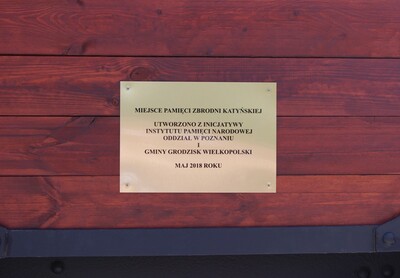 MIEJSCE PAMIĘCI ZBRODNI KATYŃSKIEJ
UTWORZONO Z INICJATYWY
INSTYTUTU PAMIĘCI NARODOWEJ
ODDZIAŁ W POZNANIU
I
GMINY GRODZISK WIELKOPOLSKI
MAJ 2018 ROKU